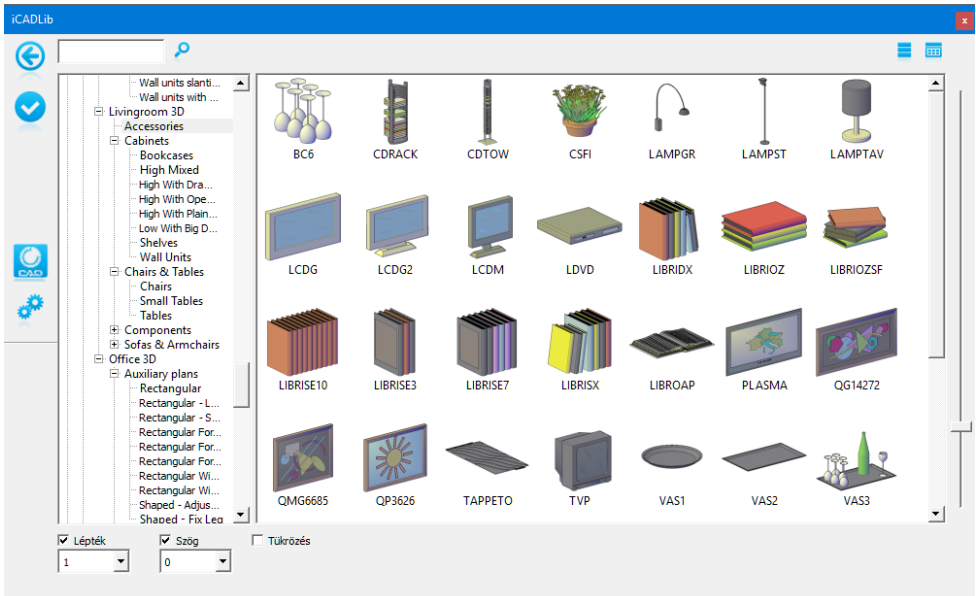 iCADLib
x
Wall units slanti...
Wall units with ...
Livingroom 3D
Accessories
Cabinets
Bookcases
High Mixed
High With Dra...
High With Ope...
High With Plain...
Low With Big D...
Shelves
Wall Units
Chairs & Tables
Chairs
Small Tables
Tables
Components
Sofas & Armchairs
Office 3D
Auxiliary plans
Rectangular
Rectangular - L...
Rectangular - S...
Rectangular For...
Rectangular For...
Rectangular For...
Rectangular Wi...
Rectangular Wi...
Shaped - Adjus...
Shaped - Fix Leg
CAD
BC6 CDRACK CDTOW CSFI LAMPGR LAMPST LAMPTAV
LCDG LCDG2 LCDM LDVD LIBRIDX LIBRIOZ LIBRIOZSF
LIBRISE10 LIBRISE3 LIBRISE7 LIBRISX LIBROAP PLASMA QG14272
QMG6685 QP3626 TAPPETO TVP VAS1 VAS2 VAS3
Lépték Szög Tükrözés
1 0